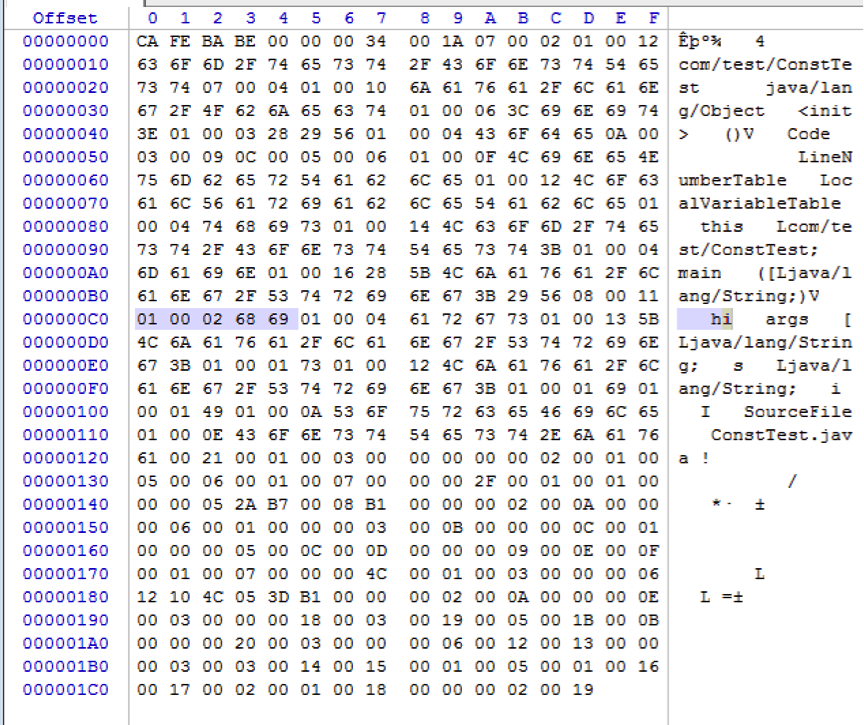 Offset 0 1 2 3 4 5 6 7 8 9 A B C D E F
00000000 CA FE BA BE 00 00 00 34 00 1A 07 00 02 01 00 12 Êþº¾ 4
00000010 63 6F 6D 2F 74 65 73 74 2F 43 6F 6E 73 74 54 65 com/test/ConstTe
00000020 73 74 07 00 04 01 00 10 6A 61 76 61 2F 6C 61 6E st java/lan
00000030 67 2F 4F 62 6A 65 63 74 01 00 06 3C 69 6E 69 74 g/Object <init
00000040 3E 01 00 03 28 29 56 01 00 04 43 6F 64 65 0A 00 > ()V Code
00000050 03 00 09 0C 00 05 00 06 01 00 0F 4C 69 6E 65 4E LineN
00000060 75 6D 62 65 72 54 61 62 6C 65 01 00 12 4C 6F 63 umberTable Loc
00000070 61 6C 56 61 72 69 61 62 6C 65 54 61 62 6C 65 01 alVariableTable
00000080 00 04 74 68 69 73 01 00 14 4C 63 6F 6D 2F 74 65 this Lcom/te
00000090 73 74 2F 43 6F 6E 73 74 54 65 73 74 3B 01 00 04 st/ConstTest;
000000A0 6D 61 69 6E 01 00 16 28 5B 4C 6A 61 76 61 2F 6C main ([Ljava/l
000000B0 61 6E 67 2F 53 74 72 69 6E 67 3B 29 56 08 00 11 ang/String;)V
000000C0 01 00 02 68 69 01 00 04 61 72 67 73 01 00 13 5B hi args [
000000D0 4C 6A 61 76 61 2F 6C 61 6E 67 2F 53 74 72 69 6E Ljava/lang/Strin
000000E0 67 3B 01 00 01 73 01 00 12 4C 6A 61 76 61 2F 6C g; s Ljava/l
000000F0 61 6E 67 2F 53 74 72 69 6E 67 3B 01 00 01 69 01 ang/String; i
00000100 00 01 49 01 00 0A 53 6F 75 72 63 65 46 69 6C 65 I SourceFile
00000110 01 00 0E 43 6F 6E 73 74 54 65 73 74 2E 6A 61 76 ConstTest.jav
00000120 61 00 21 00 01 00 03 00 00 00 00 00 02 00 01 00 a !
00000130 05 00 06 00 01 00 07 00 00 00 2F 00 01 00 01 00 /
00000140 00 00 05 2A B7 00 08 B1 00 00 00 02 00 0A 00 00 *· ±
00000150 00 06 00 01 00 00 00 03 00 0B 00 00 00 0C 00 01
00000160 00 00 00 05 00 0C 00 0D 00 00 00 09 00 0E 00 0F
00000170 00 01 00 07 00 00 00 4C 00 01 00 03 00 00 00 06 L
00000180 12 10 4C 05 3D B1 00 00 00 02 00 0A 00 00 00 0E L =±
00000190 00 03 00 00 00 18 00 03 00 19 00 05 00 1B 00 0B
000001A0 00 00 00 20 00 03 00 00 00 06 00 12 00 13 00 00
000001B0 00 03 00 03 00 14 00 15 00 01 00 05 00 01 00 16
000001C0 00 17 00 02 00 01 00 18 00 00 00 02 00 19